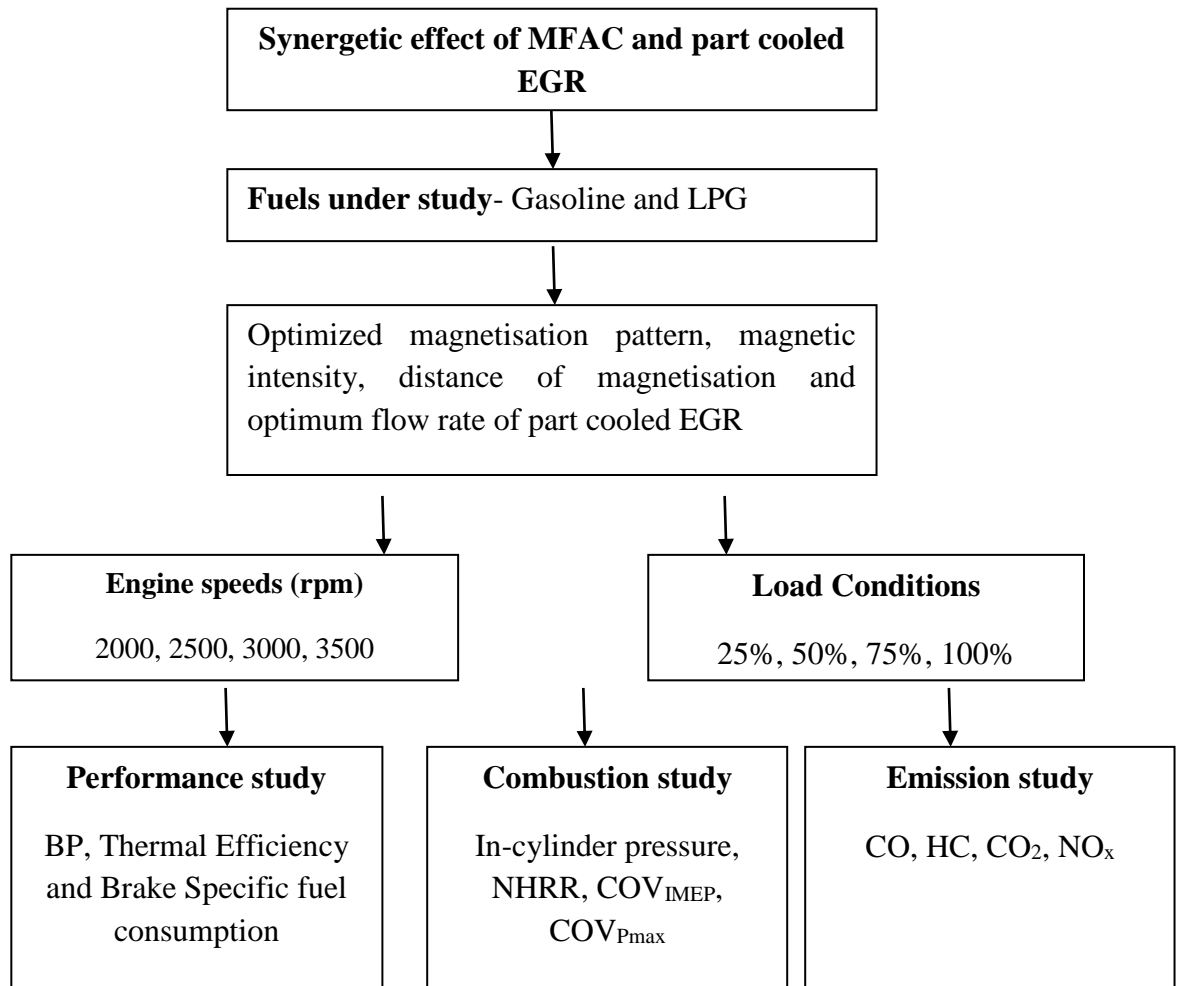 Synergetic effect of MFAC and part cooled
EGR
Fuels under study- Gasoline and LPG
Optimized magnetisation pattern, magnetic
intensity, distance of magnetisation and
optimum flow rate of part cooled EGR
Engine speeds (rpm)
2000, 2500, 3000, 3500
Load Conditions
25%, 50%, 75%, 100%
Performance study
BP, Thermal Efficiency
and Brake Specific fuel
consumption
Combustion study
In-cylinder pressure,
NHRR, COV_IMEP,
COV_Pmax
Emission study
CO, HC, CO₂, NOₓ